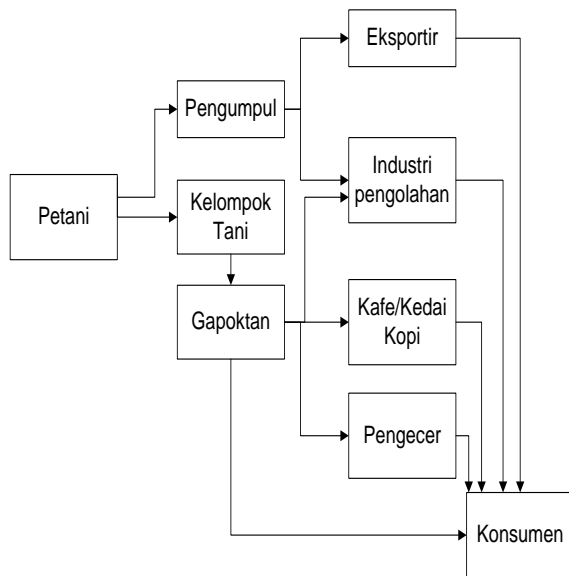 Eksportir
Pengumpul
Industri
pengolahan
Petani
Kelompok
Tani
Gapoktan
Kafe/Kedai
Kopi
Pengecer
Konsumen